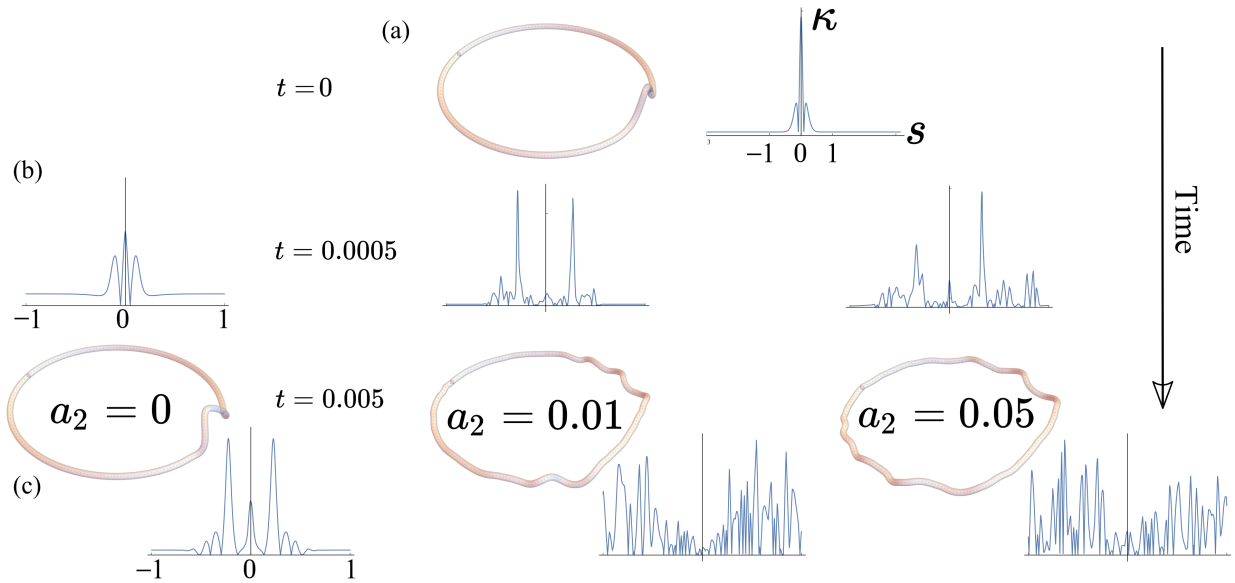 (a)
κ
t = 0
s
−1 0 1
(b)
Time
t = 0.0005
−1 0 1
a₂ = 0
t = 0.005
a₂ = 0.01
a₂ = 0.05
(c)
−1 0 1